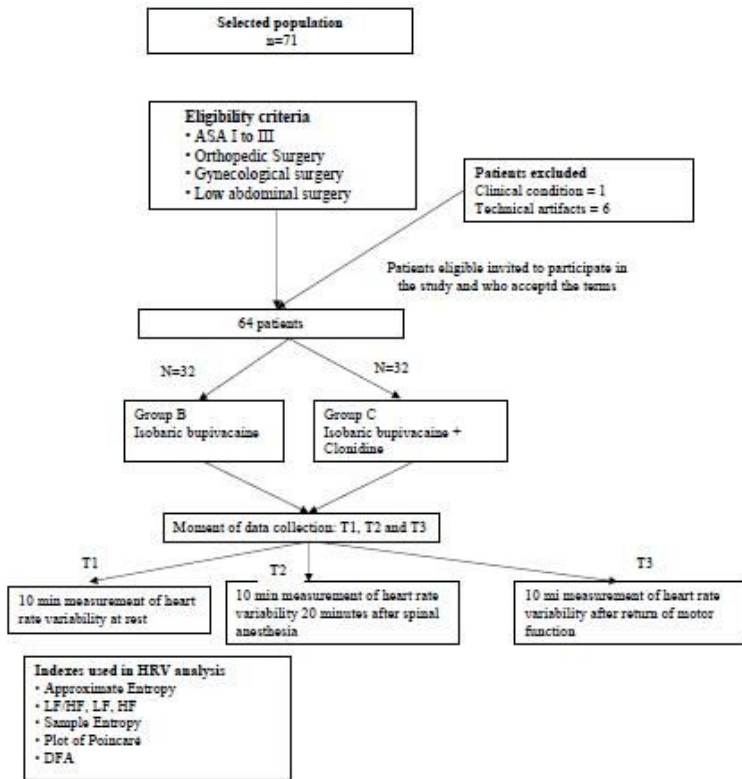 Selected population
n=71
Eligibility criteria
• ASA I to III
• Orthopedic Surgery
• Gynecological surgery
• Low abdominal surgery
Patients excluded
Clinical condition = 1
Technical artifacts = 6
Patients eligible invited to participate in
the study and who acceptd the terms
64 patients
N=32
N=32
Group B
Isobaric bupivacaine
Group C
Isobaric bupivacaine +
Clonidine
Moment of data collection: T1, T2 and T3
T1
T2
T3
10 min measurement of heart
rate variability at rest
10 min measurement of heart rate
variability 20 minutes after spinal
anesthesia
10 mi measurement of heart rate
variability after return of motor
function
Indexes used in HRV analysis
• Approximate Entropy
• LF/HF, LF, HF
• Sample Entropy
• Plot of Poincaré
• DFA